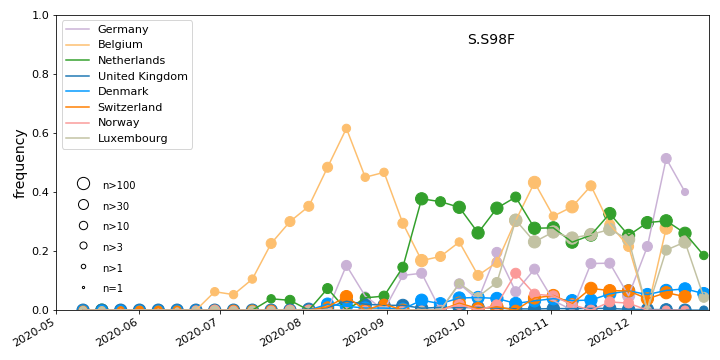 S.S98F
frequency
1.0
0.8
0.6
0.4
0.2
0.0
Germany
Belgium
Netherlands
United Kingdom
Denmark
Switzerland
Norway
Luxembourg
n>100
n>30
n>10
n>3
n>1
n=1
2020-05
2020-06
2020-07
2020-08
2020-09
2020-10
2020-11
2020-12